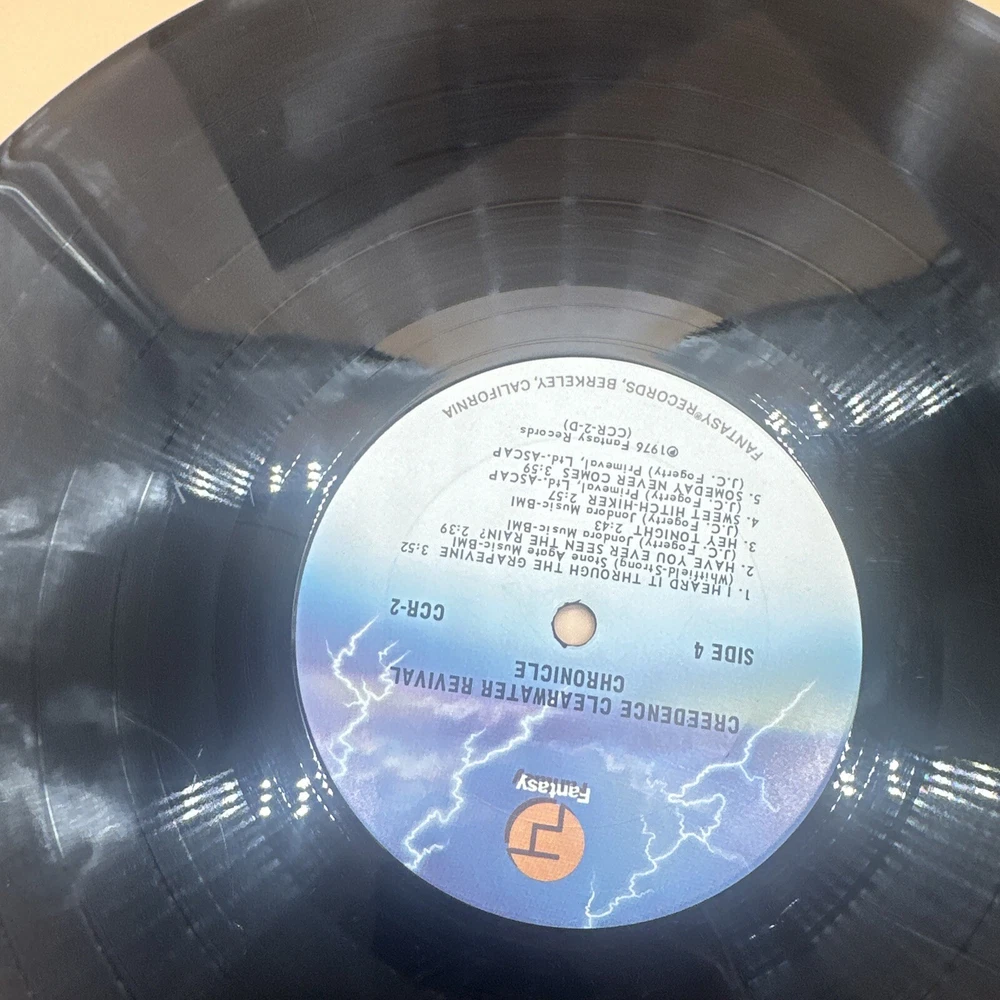 Fantasy
CREEDENCE CLEARWATER REVIVAL
CHRONICLE
SIDE 4
CCR-2
1. I HEARD IT THROUGH THE GRAPEVINE 3:52
(Whitfield-Strong) Stone Agate Music-BMI
2. HAVE YOU EVER SEEN THE RAIN? 2:39
(J.C. Fogerty) Jondora Music-BMI
3. HEY TONIGHT 2:43
(J.C. Fogerty) Jondora Music-BMI
4. SWEET HITCH-HIKER 2:57
(J.C. Fogerty) Primeval, Ltd.-ASCAP
5. SOMEDAY NEVER COMES 3:59
(J.C. Fogerty) Primeval, Ltd.-ASCAP
℗1976 Fantasy Records
(CCR-2-D)
FANTASY® RECORDS, BERKELEY, CALIFORNIA